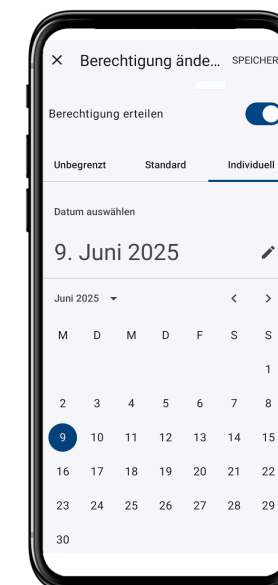 × Berechtigung ände... SPEICHER
Berechtigung erteilen
Unbegrenzt Standard Individuell
Datum auswählen
9. Juni 2025
Juni 2025
M D M D F S S
1
2 3 4 5 6 7 8
9 10 11 12 13 14 15
16 17 18 19 20 21 22
23 24 25 26 27 28 29
30